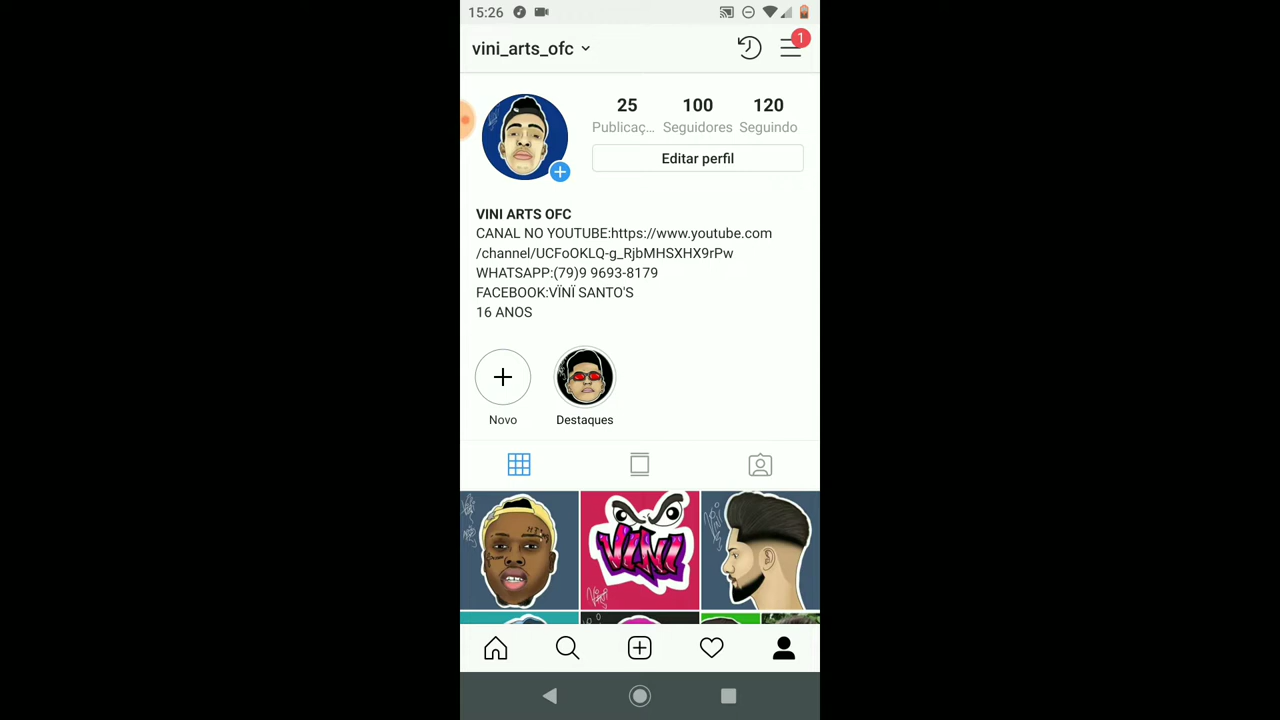 15:26
vini_arts_ofc
1
25 100 120
Publicaç... Seguidores Seguindo
Editar perfil
VINI ARTS OFC
CANAL NO YOUTUBE:https://www.youtube.com
/channel/UCFoOKLQ-g_RjbMHSXHX9rPw
WHATSAPP:(79)9 9693-8179
FACEBOOK:VÏNÏ SANTO'S
16 ANOS
Novo Destaques
VINI